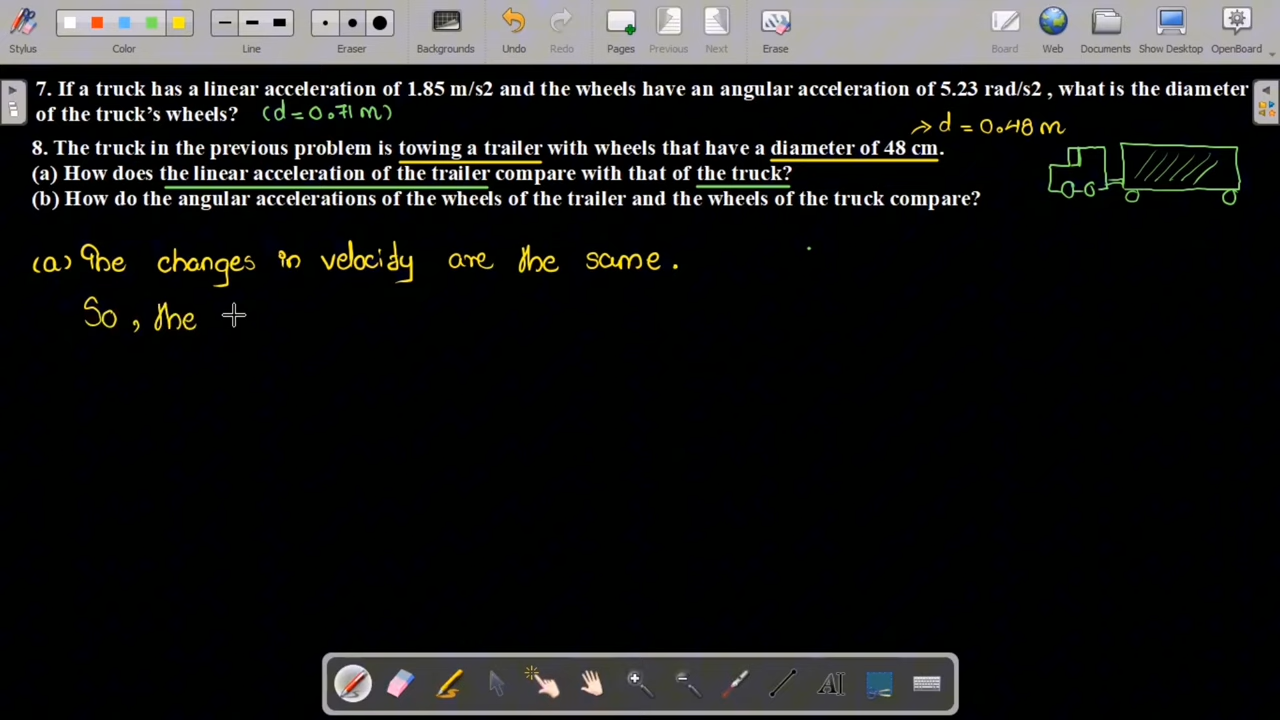 Stylus Color Line Eraser Backgrounds Undo Redo Pages Previous Next Erase Board Web Documents Show Desktop OpenBoard
7. If a truck has a linear acceleration of 1.85 m/s2 and the wheels have an angular acceleration of 5.23 rad/s2 , what is the diameter
of the truck's wheels? (d = 0.71 m)
→ d = 0.48 m
8. The truck in the previous problem is towing a trailer with wheels that have a diameter of 48 cm.
(a) How does the linear acceleration of the trailer compare with that of the truck?
(b) How do the angular accelerations of the wheels of the trailer and the wheels of the truck compare?
(a) The changes in velocity are the same.
So, the
AI